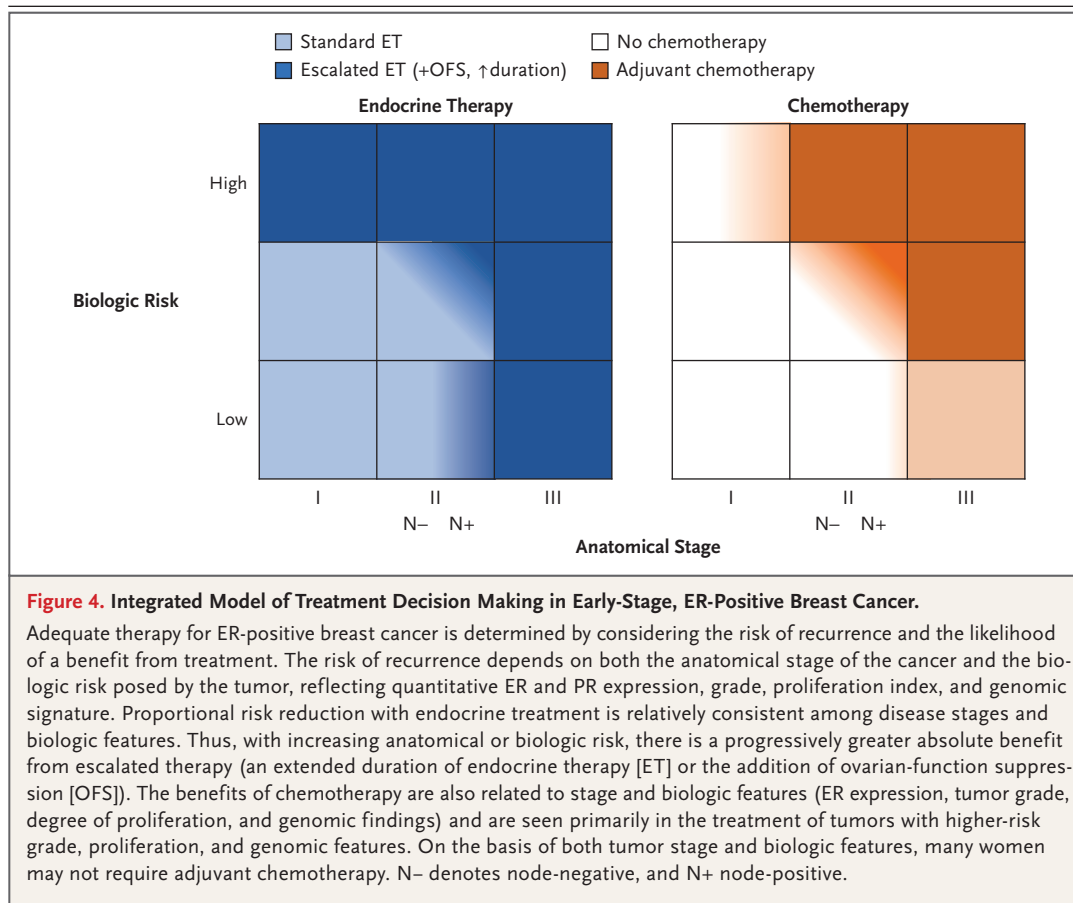 Standard ET
No chemotherapy
Escalated ET (+OFS, ↑duration)
Adjuvant chemotherapy
Endocrine Therapy
Chemotherapy
High
Biologic Risk
Low
I
II
III
I
II
III
N– N+
N– N+
Anatomical Stage
Figure 4. Integrated Model of Treatment Decision Making in Early-Stage, ER-Positive Breast Cancer.
Adequate therapy for ER-positive breast cancer is determined by considering the risk of recurrence and the likelihood
of a benefit from treatment. The risk of recurrence depends on both the anatomical stage of the cancer and the bio-
logic risk posed by the tumor, reflecting quantitative ER and PR expression, grade, proliferation index, and genomic
signature. Proportional risk reduction with endocrine treatment is relatively consistent among disease stages and
biologic features. Thus, with increasing anatomical or biologic risk, there is a progressively greater absolute benefit
from escalated therapy (an extended duration of endocrine therapy [ET] or the addition of ovarian-function suppres-
sion [OFS]). The benefits of chemotherapy are also related to stage and biologic features (ER expression, tumor grade,
degree of proliferation, and genomic findings) and are seen primarily in the treatment of tumors with higher-risk
grade, proliferation, and genomic features. On the basis of both tumor stage and biologic features, many women
may not require adjuvant chemotherapy. N– denotes node-negative, and N+ node-positive.